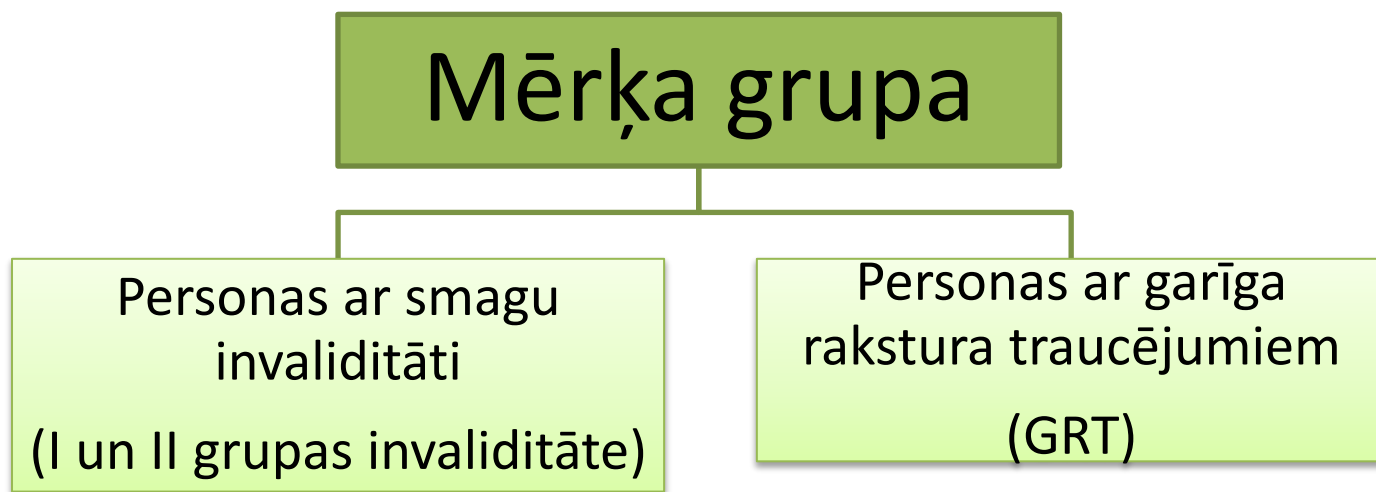 Mērķa grupa
Personas ar smagu
invaliditāti
(I un II grupas invaliditāte)
Personas ar garīga
rakstura traucējumiem
(GRT)